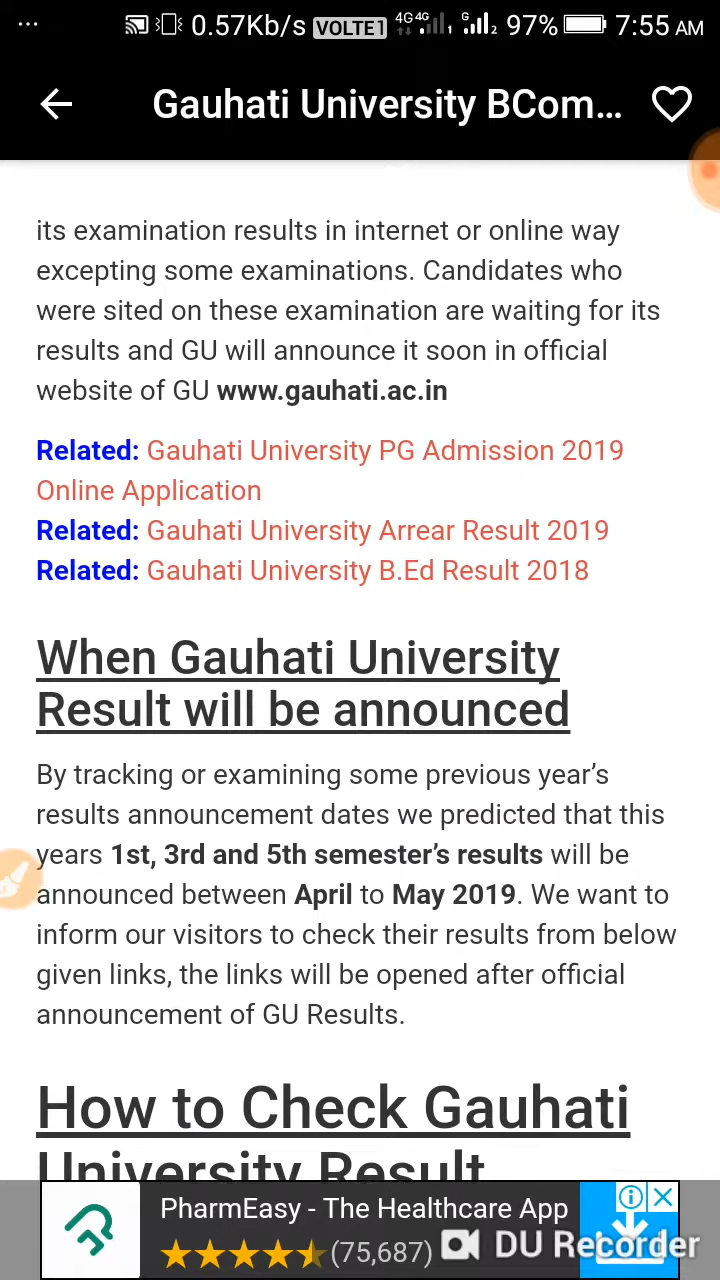 ... 0.57Kb/s VOLTE1 4G 4G 1 G 2 97% 7:55 AM
Gauhati University BCom...
its examination results in internet or online way
excepting some examinations. Candidates who
were sited on these examination are waiting for its
results and GU will announce it soon in official
website of GU www.gauhati.ac.in
Related: Gauhati University PG Admission 2019
Online Application
Related: Gauhati University Arrear Result 2019
Related: Gauhati University B.Ed Result 2018
When Gauhati University
Result will be announced
By tracking or examining some previous year’s
results announcement dates we predicted that this
years 1st, 3rd and 5th semester’s results will be
announced between April to May 2019. We want to
inform our visitors to check their results from below
given links, the links will be opened after official
announcement of GU Results.
How to Check Gauhati
University Result
PharmEasy - The Healthcare App
(75,687) DU Recorder